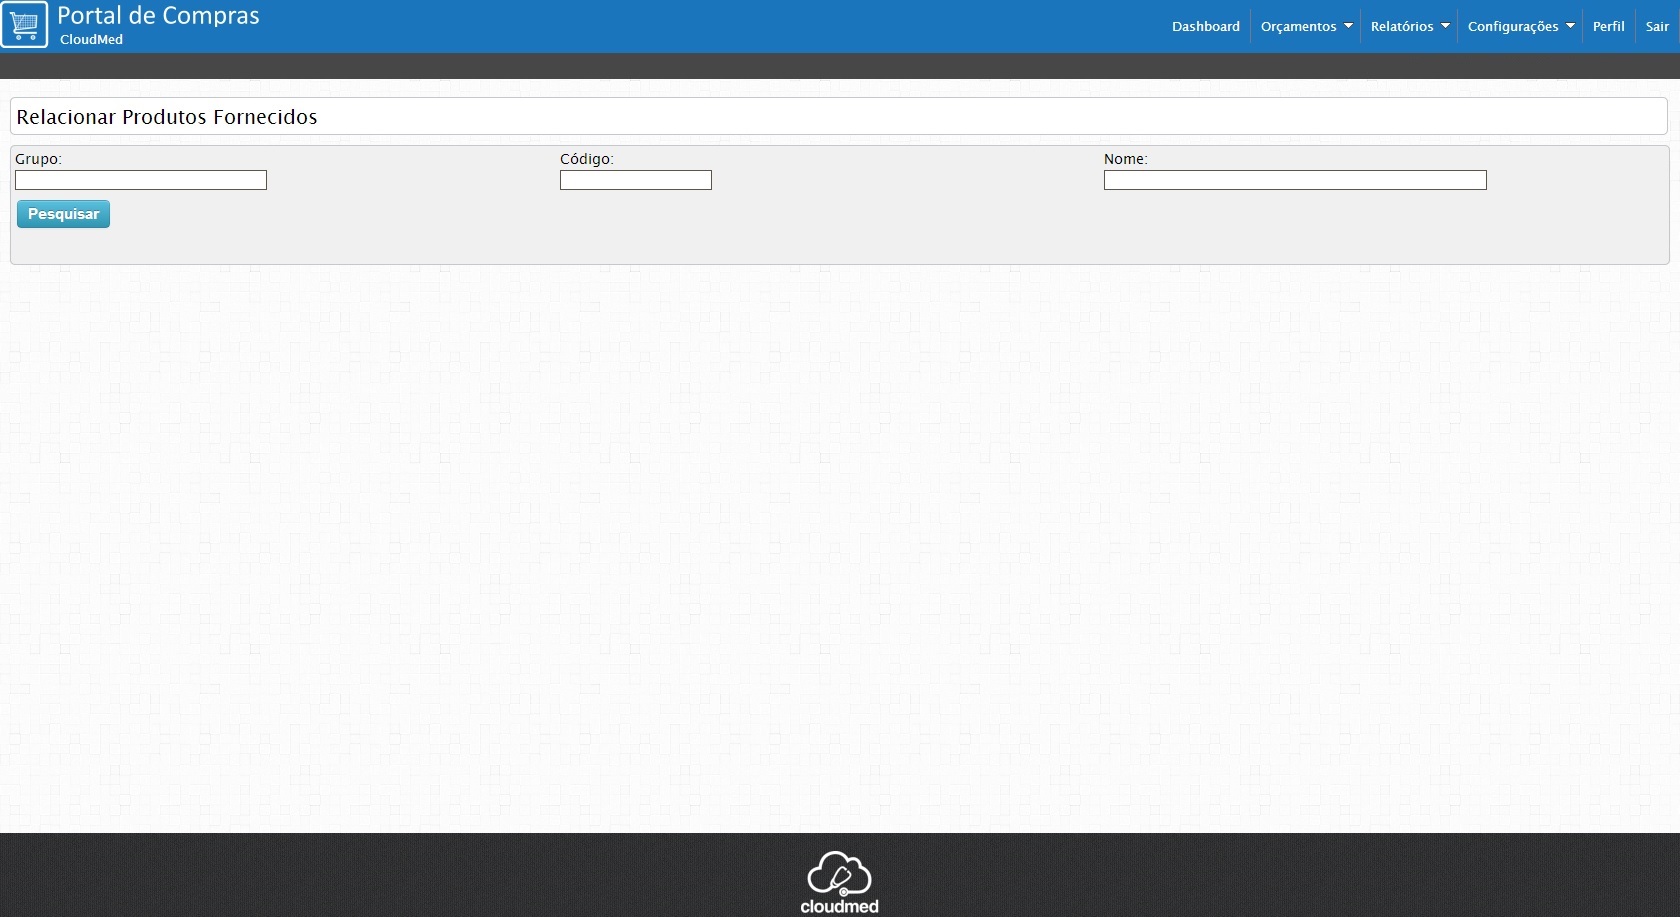 Portal de Compras
CloudMed
Dashboard Orçamentos Relatórios Configurações Perfil Sair
Relacionar Produtos Fornecidos
Grupo: Código: Nome:
Pesquisar
cloudmed